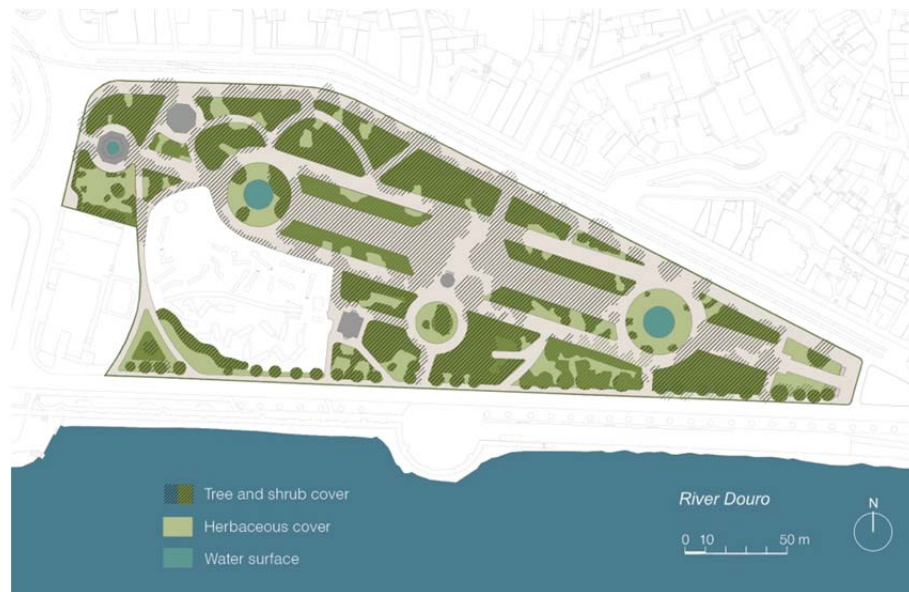 Tree and shrub cover
Herbaceous cover
Water surface
River Douro
0 10 50 m
N